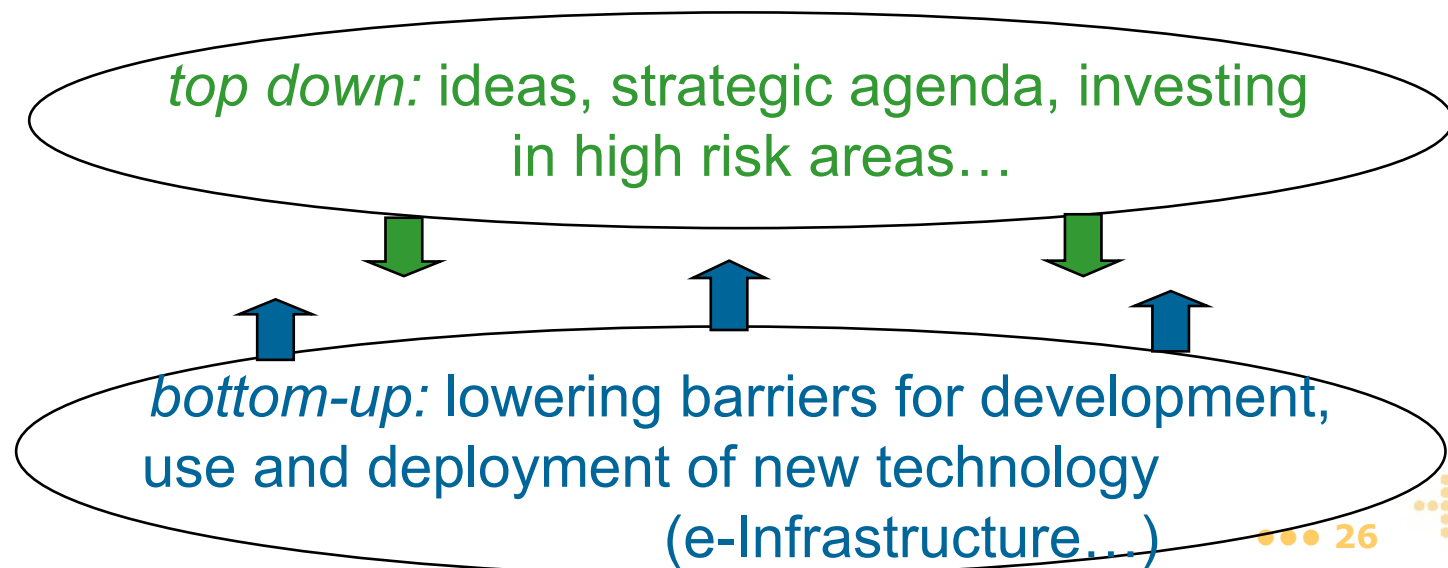 top down: ideas, strategic agenda, investing
in high risk areas…
bottom-up: lowering barriers for development,
use and deployment of new technology
(e-Infrastructure…)
26